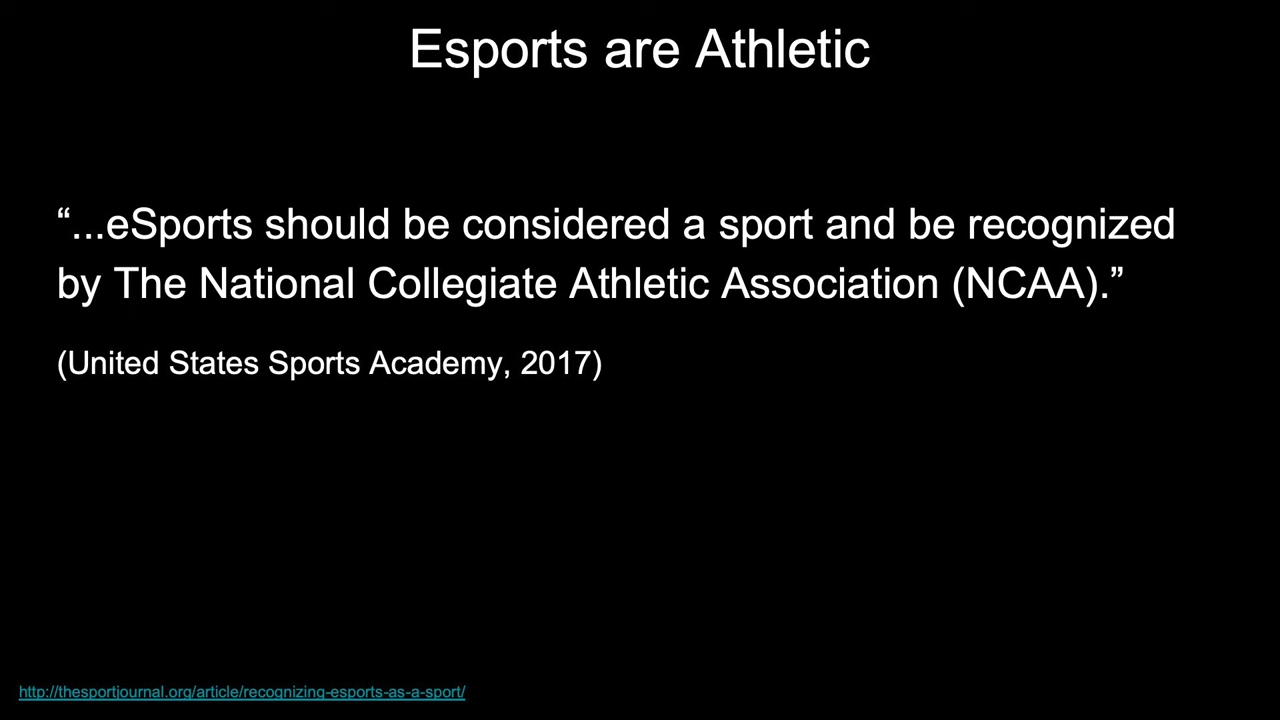 Esports are Athletic
“...eSports should be considered a sport and be recognized
by The National Collegiate Athletic Association (NCAA).”
(United States Sports Academy, 2017)
http://thesportjournal.org/article/recognizing-esports-as-a-sport/